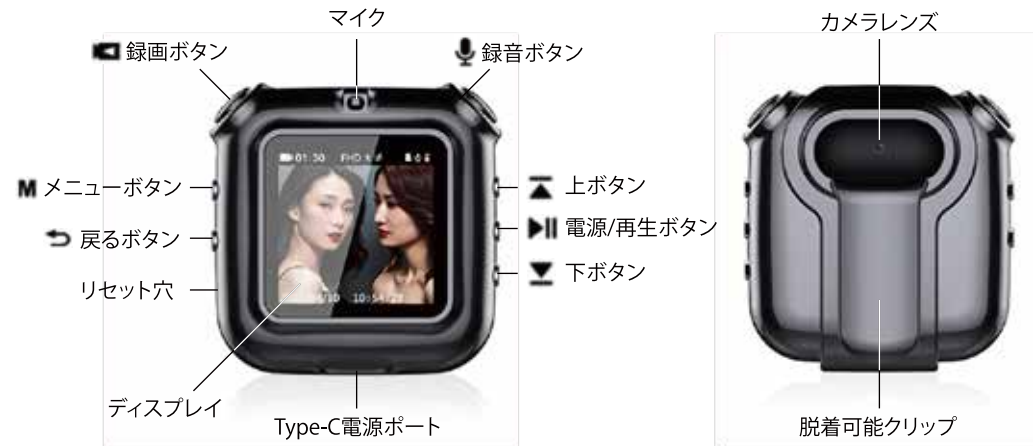 マイク
カメラレンズ
録画ボタン
録音ボタン
01:30 FHD
M メニューボタン
上ボタン
戻るボタン
電源/再生ボタン
リセット穴
下ボタン
ディスプレイ
Type-C電源ポート
脱着可能クリップ